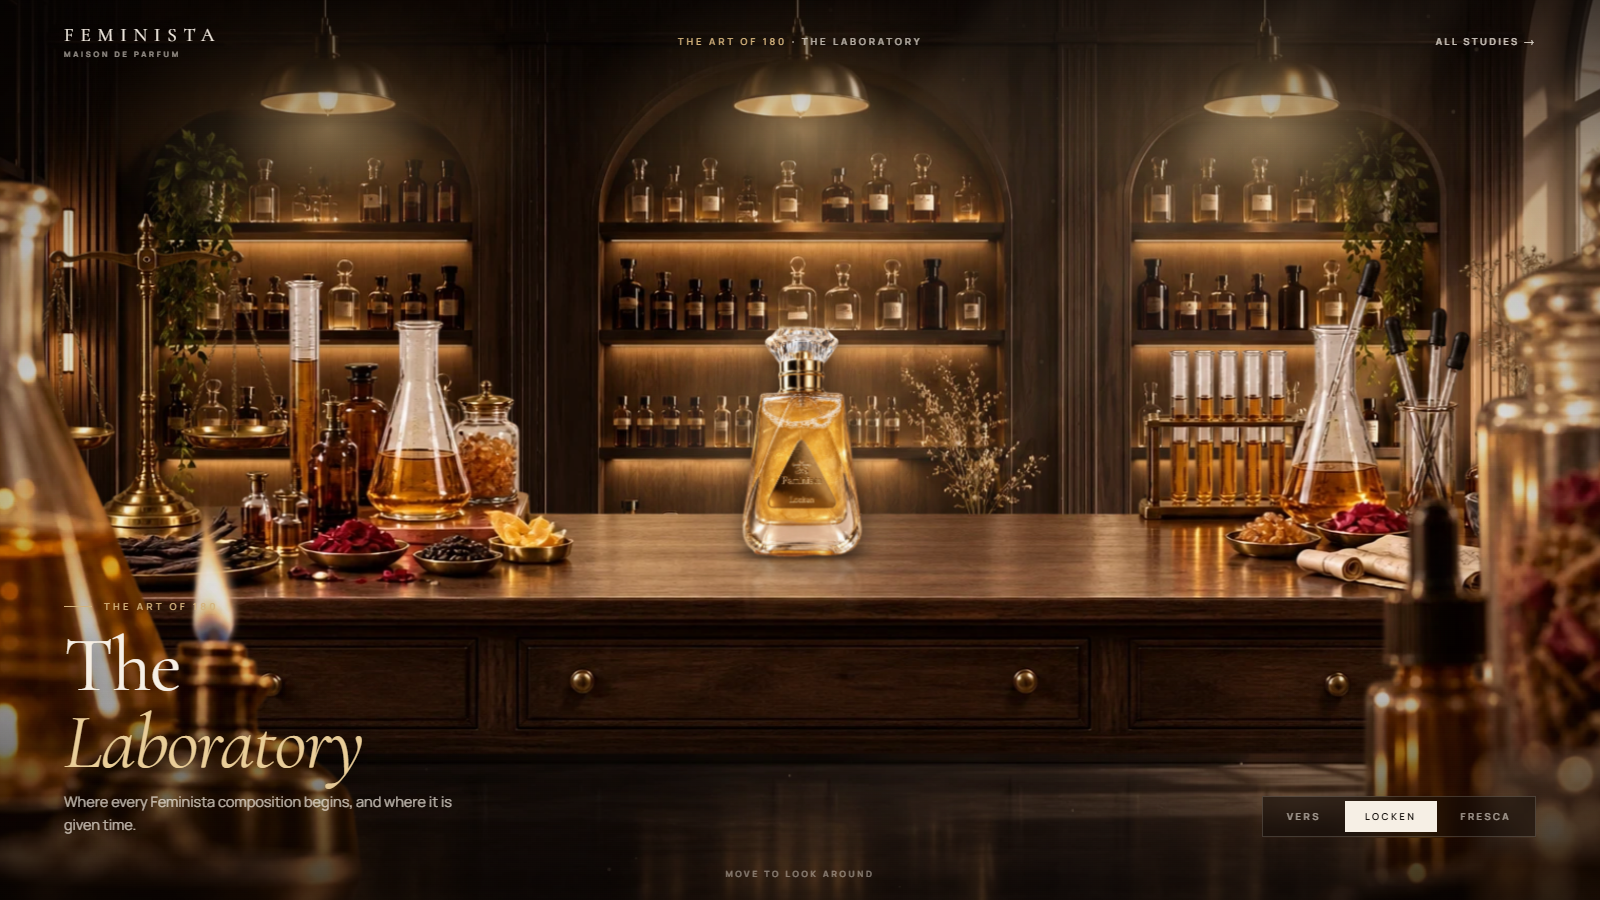 FEMINISTA
MAISON DE PARFUM
THE ART OF 180 · THE LABORATORY
ALL STUDIES →
THE ART OF 180
The
Laboratory
Where every Feminista composition begins, and where it is
given time.
VERS
LOCKEN
FRESCA
MOVE TO LOOK AROUND